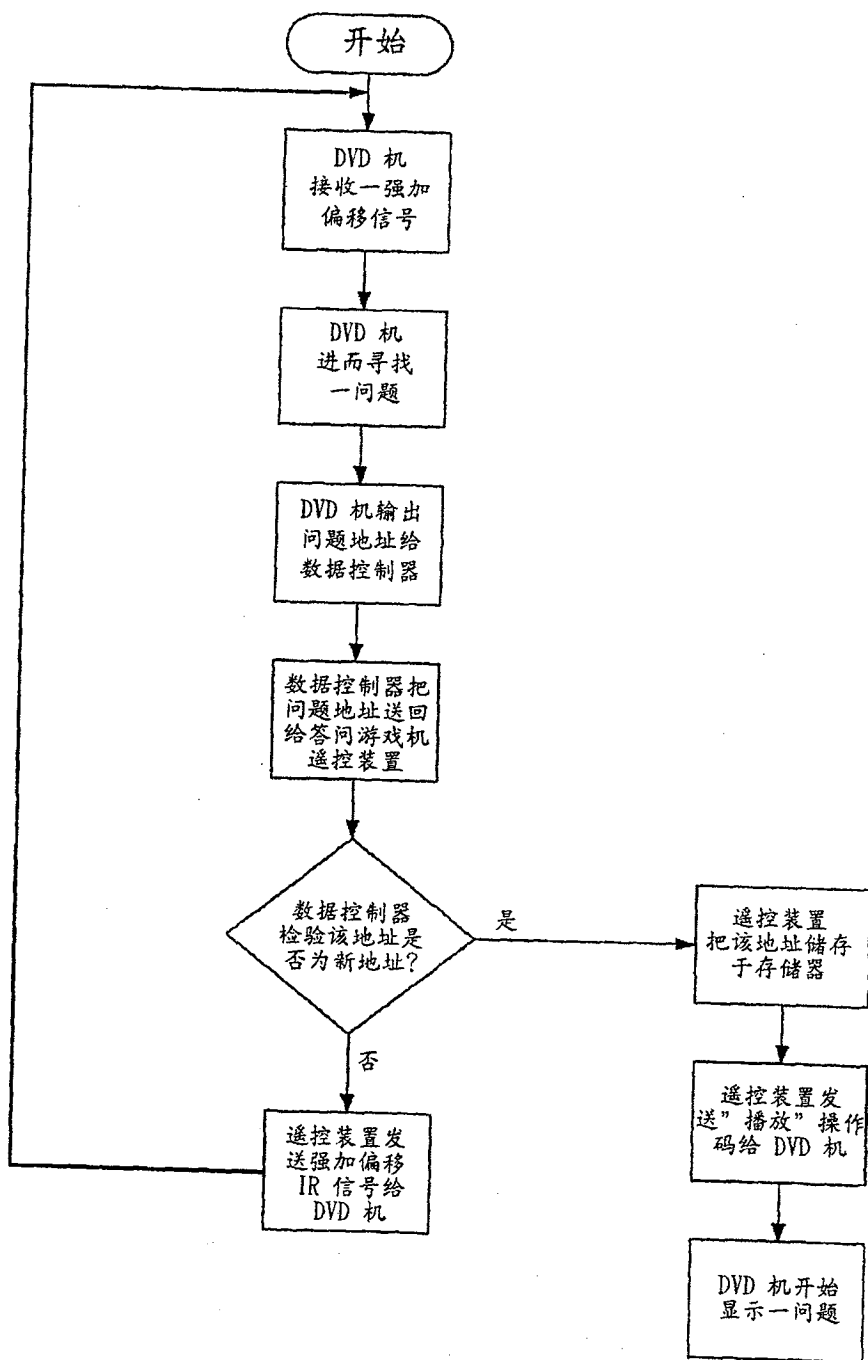 开始
DVD 机
接收一强加
偏移信号
DVD 机
进而寻找
一问题
DVD 机输出
问题地址给
数据控制器
数据控制器把
问题地址送回
给答问游戏机
遥控装置
数据控制器
检验该地址是
否为新地址?
是
否
遥控装置发
送强加偏移
IR 信号给
DVD 机
遥控装置
把该地址储存
于存储器
遥控装置发
送”播放”操作
码给 DVD 机
DVD 机开始
显示一问题